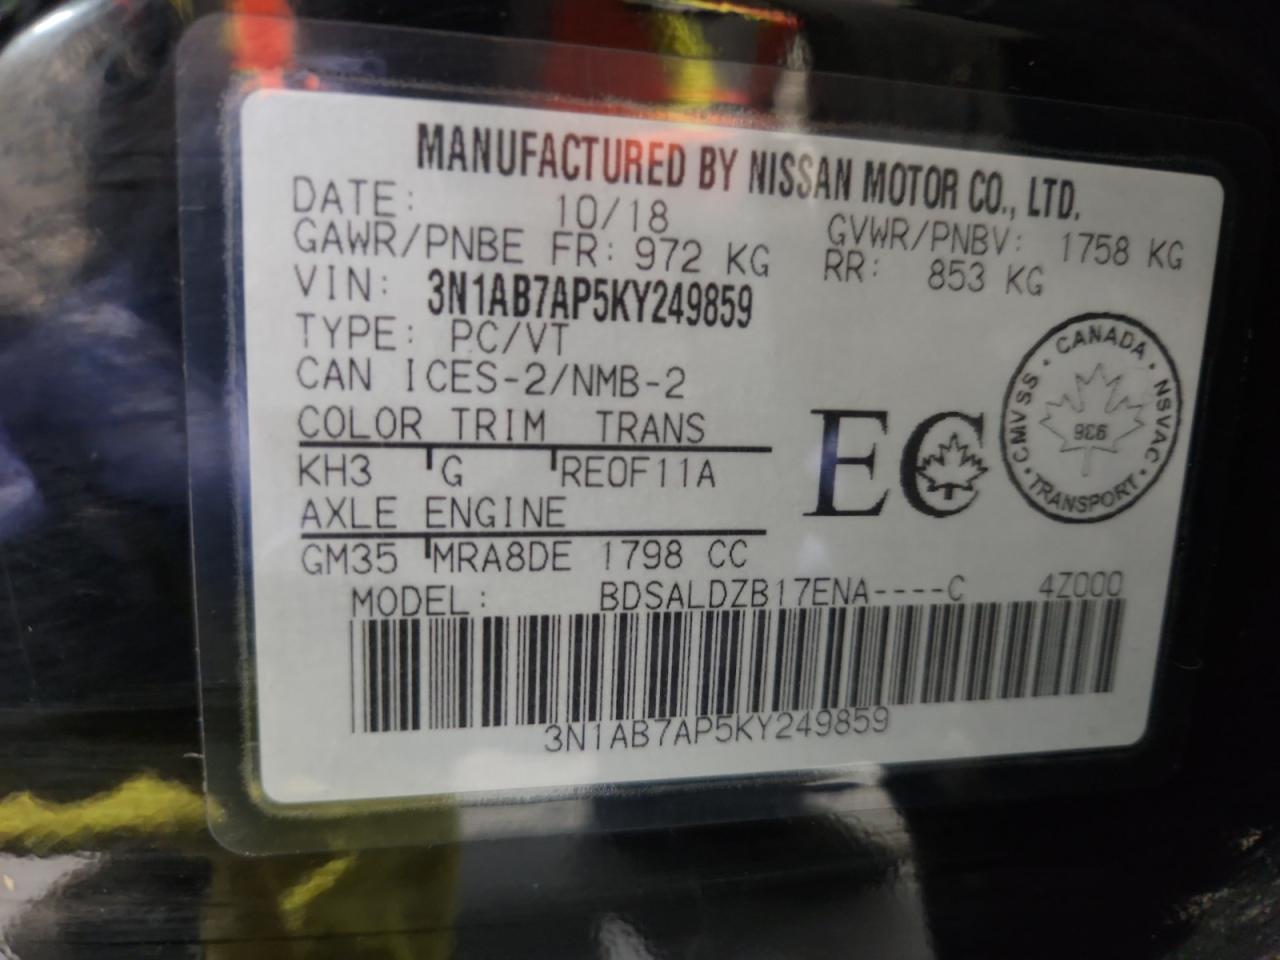 MANUFACTURED BY NISSAN MOTOR CO., LTD.
DATE: 10/18 GVWR/PNBV: 1758 KG
GAWR/PNBE FR: 972 KG RR: 853 KG
VIN: 3N1AB7AP5KY249859
TYPE: PC/VT
CAN ICES-2/NMB-2
COLOR TRIM TRANS
KH3 G RE0F11A
AXLE ENGINE
GM35 MRA8DE 1798 CC
EC
CANADA · NSVAC · TRANSPORT · CMVSS ·
936
MODEL: BDSALDZB17ENA----C 4Z000
3N1AB7AP5KY249859